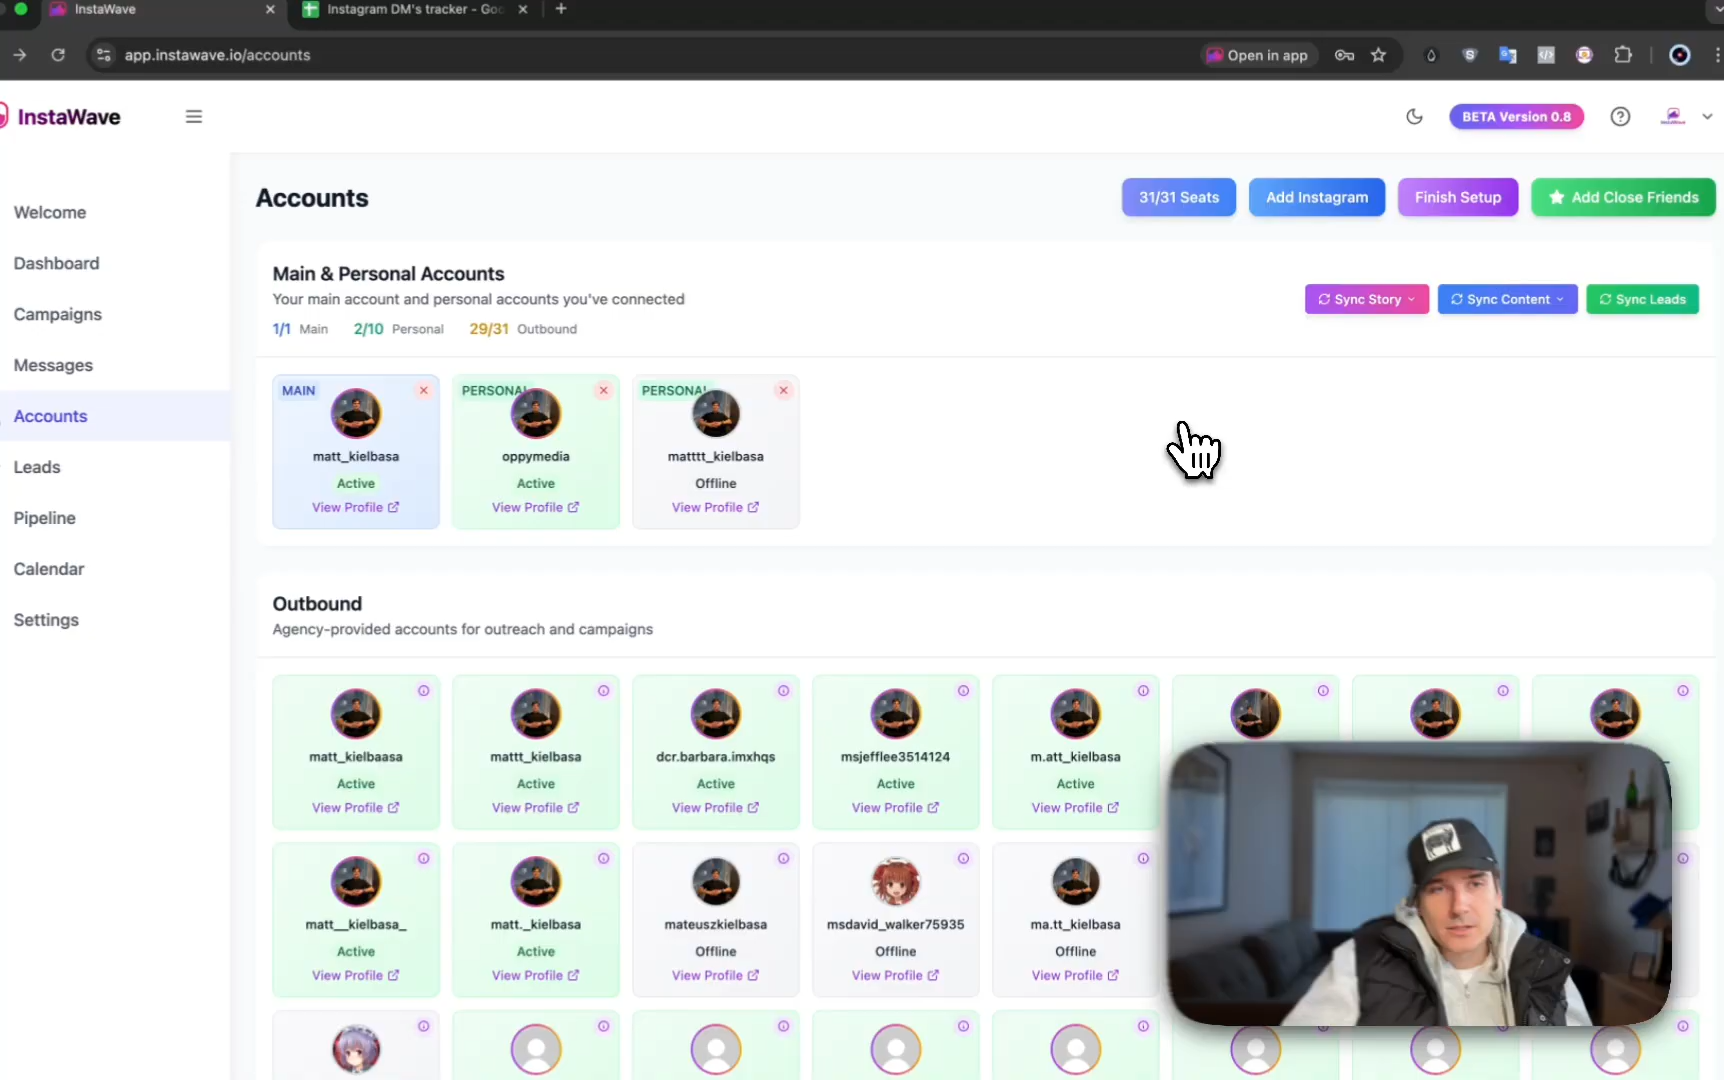 InstaWave
Instagram DM's tracker - Goo
app.instawave.io/accounts
Open in app
InstaWave
BETA Version 0.8
Welcome
Dashboard
Campaigns
Messages
Accounts
Leads
Pipeline
Calendar
Settings
Accounts
31/31 Seats
Add Instagram
Finish Setup
Add Close Friends
Main & Personal Accounts
Your main account and personal accounts you've connected
1/1 Main 2/10 Personal 29/31 Outbound
Sync Story
Sync Content
Sync Leads
MAIN
matt_kielbasa
Active
View Profile
PERSONAL
oppymedia
Active
View Profile
PERSONAL
matttt_kielbasa
Offline
View Profile
Outbound
Agency-provided accounts for outreach and campaigns
matt_kielbaasa
Active
View Profile
mattt_kielbasa
Active
View Profile
dcr.barbara.imxhqs
Active
View Profile
msjefflee3514124
Active
View Profile
m.att_kielbasa
Active
View Profile
matt__kielbasa_
Active
View Profile
matt._kielbasa
Active
View Profile
mateuszkielbasa
Offline
View Profile
msdavid_walker75935
Offline
View Profile
ma.tt_kielbasa
Offline
View Profile